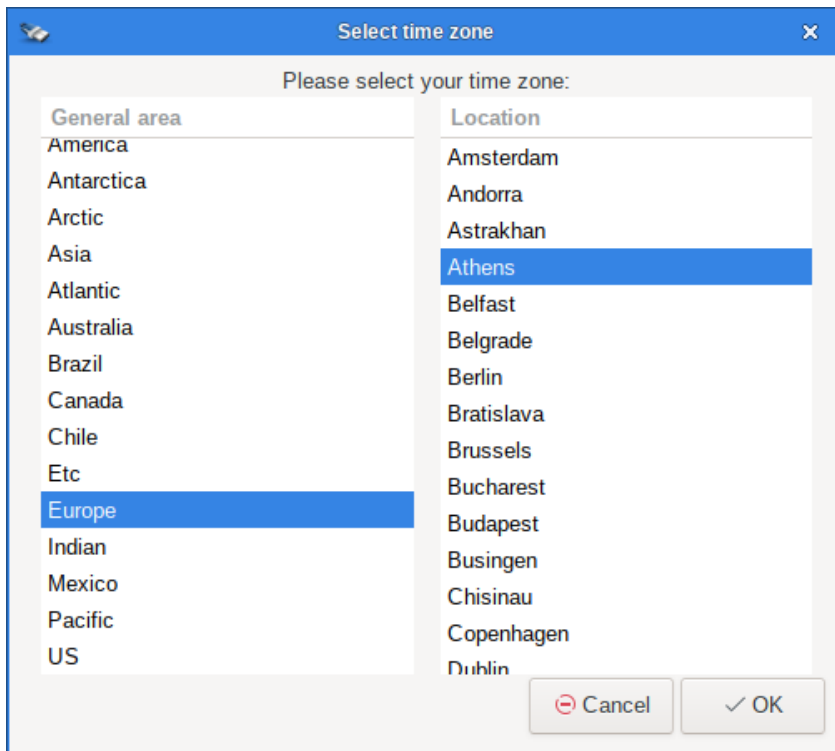 Select time zone
Please select your time zone:
General area
America
Antarctica
Arctic
Asia
Atlantic
Australia
Brazil
Canada
Chile
Etc
Europe
Indian
Mexico
Pacific
US
Location
Amsterdam
Andorra
Astrakhan
Athens
Belfast
Belgrade
Berlin
Bratislava
Brussels
Bucharest
Budapest
Busingen
Chisinau
Copenhagen
Dublin
Cancel
OK